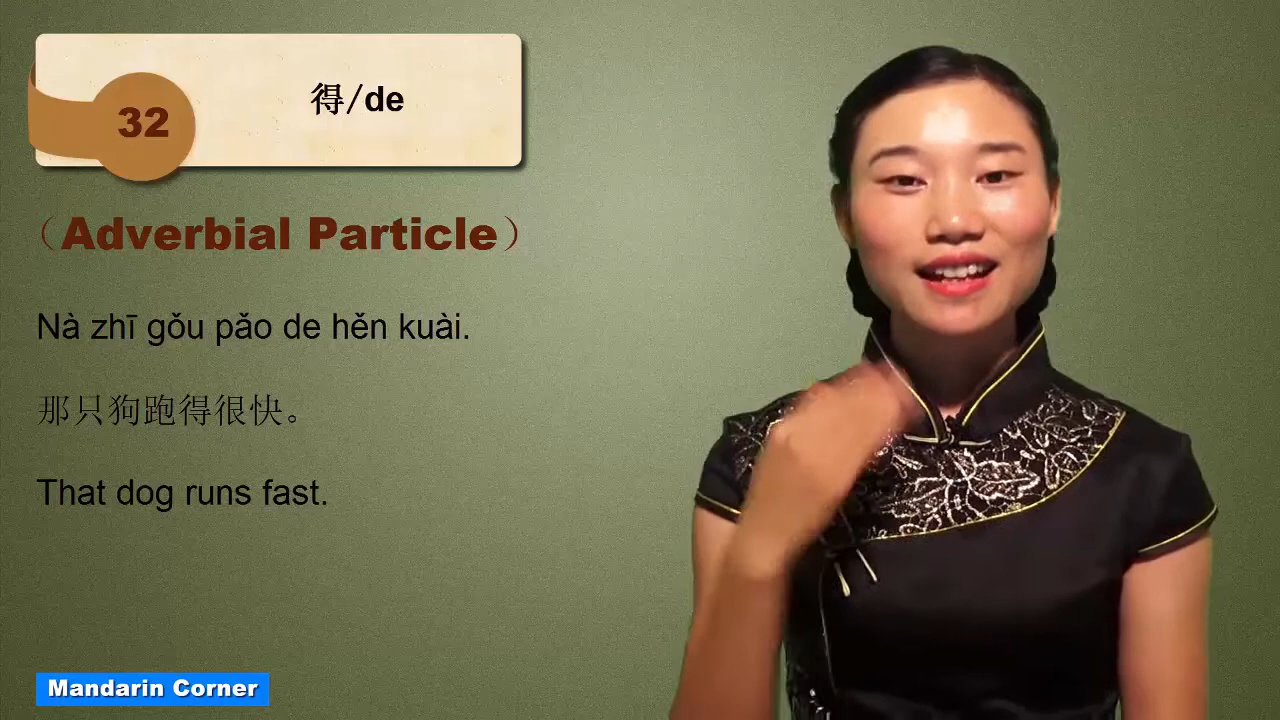 32
得/de
（Adverbial Particle）
Nà zhī gǒu pǎo de hěn kuài.
那只狗跑得很快。
That dog runs fast.
Mandarin Corner